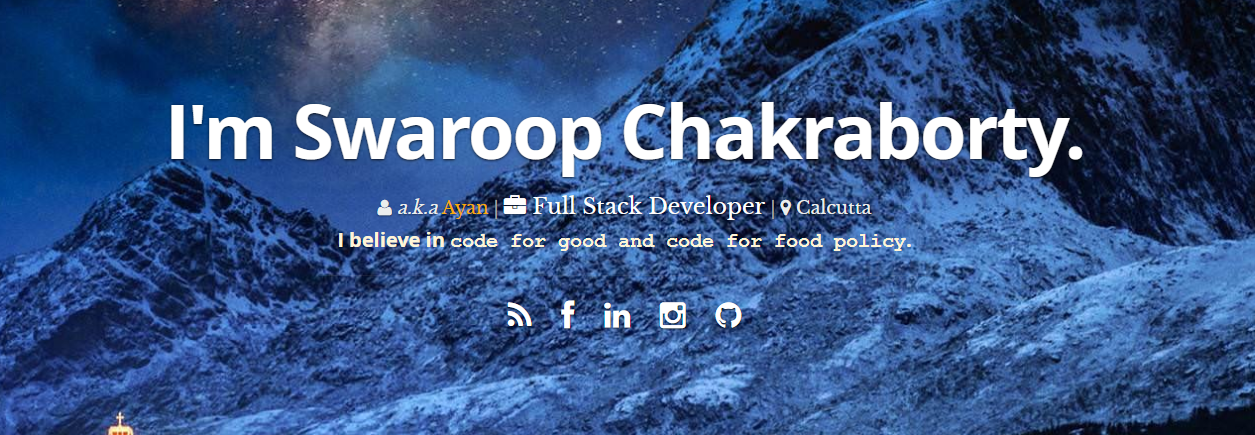 I'm Swaroop Chakraborty.
a.k.a Ayan | Full Stack Developer | Calcutta
I believe in code for good and code for food policy.